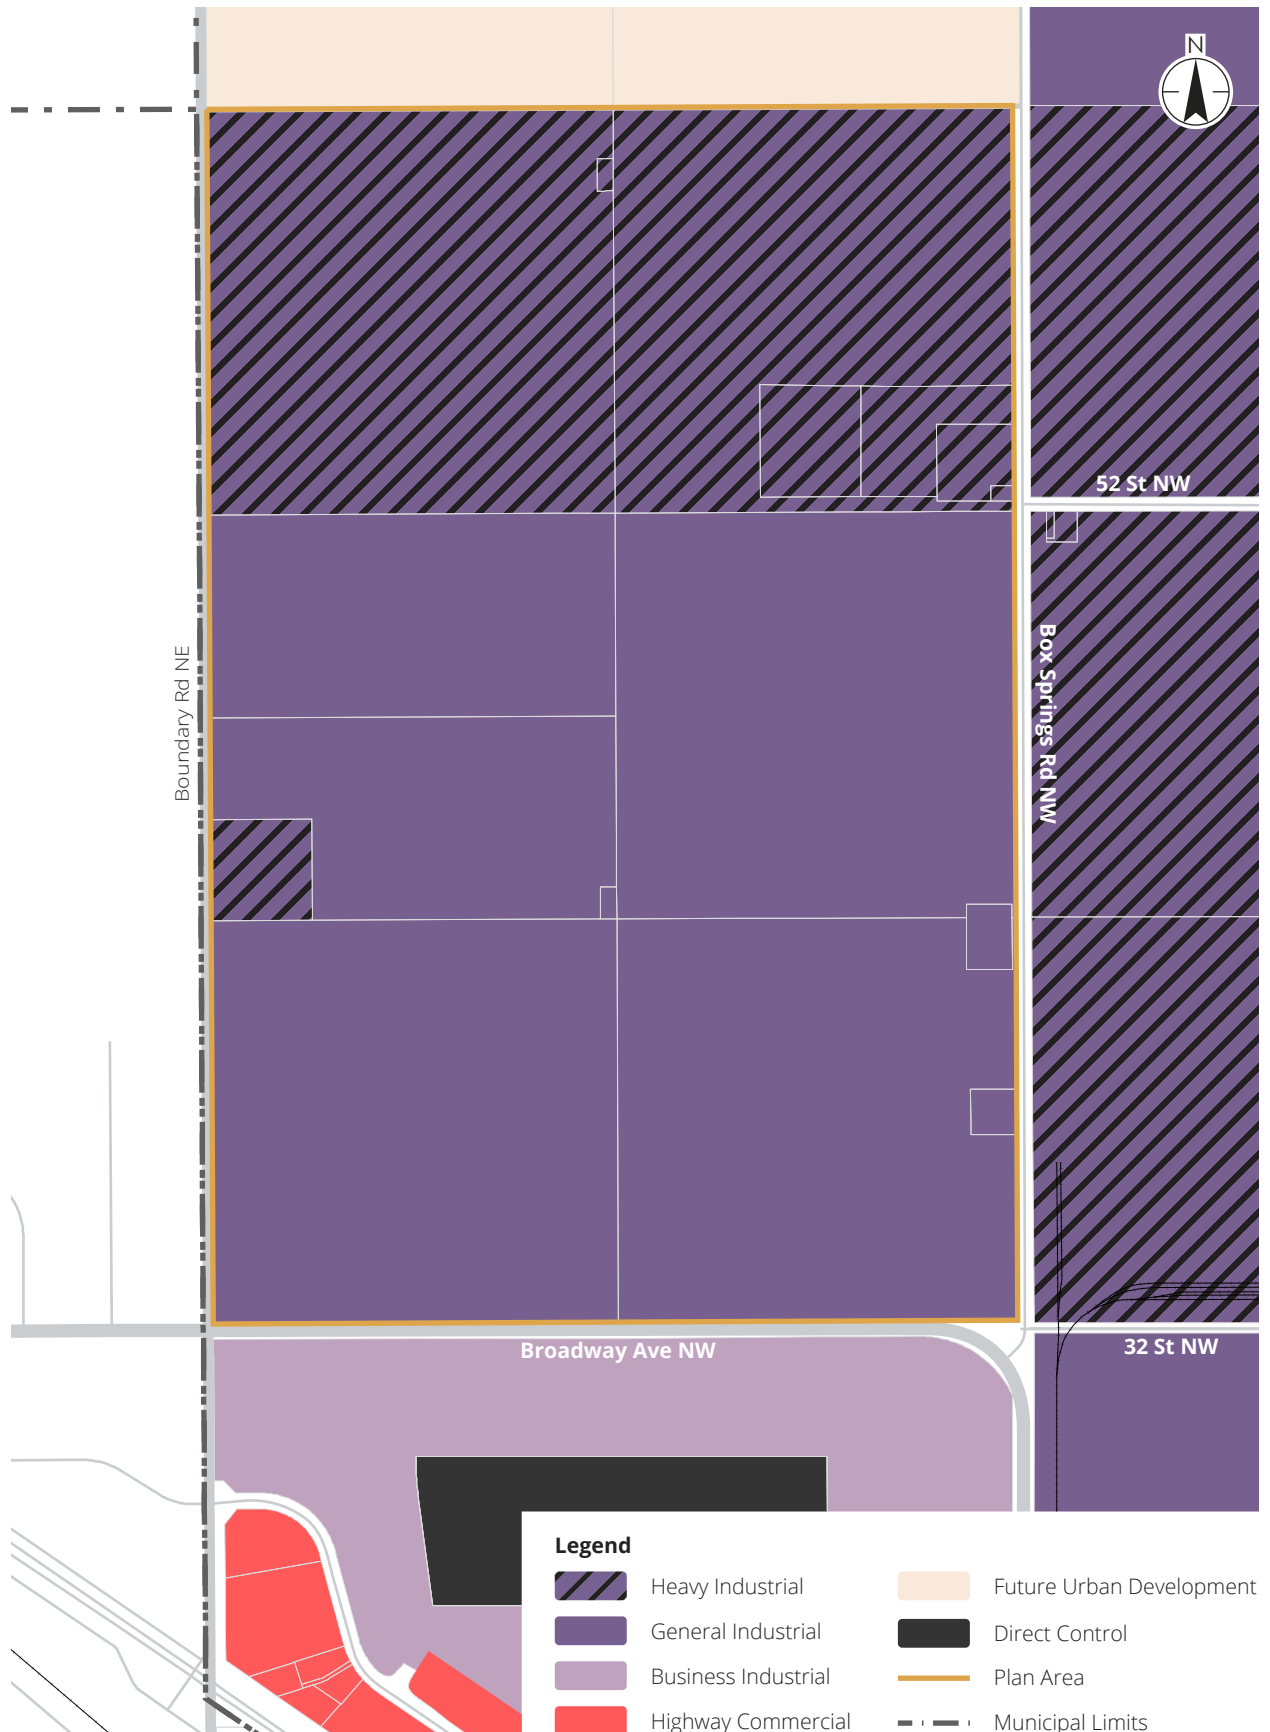 N
52 St NW
Boundary Rd NE
Box Springs Rd NW
Broadway Ave NW
32 St NW
Legend
Heavy Industrial
General Industrial
Business Industrial
Highway Commercial
Future Urban Development
Direct Control
Plan Area
Municipal Limits